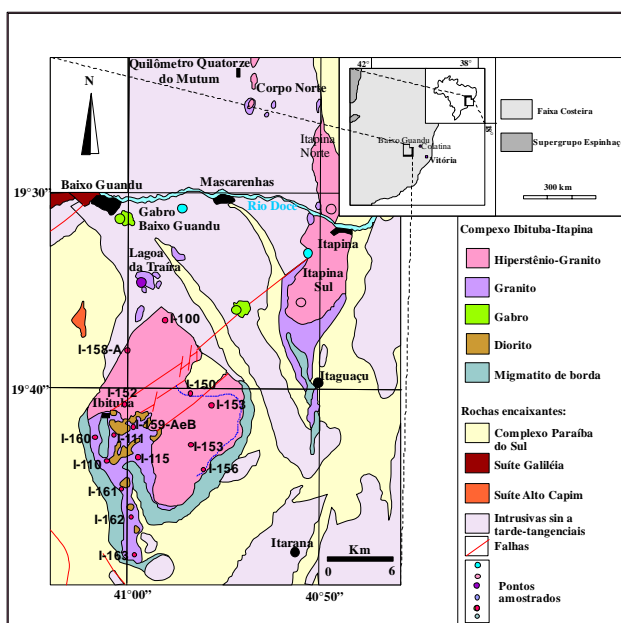 42°
38°
18°
N
Quilômetro Quatorze
do Mutum
Corpo Norte
Itapina
Norte
Baixo Guandu
Colatina
Vitória
Faixa Costeira
Supergrupo Espinhaço
300 km
19°30’’
Baixo Guandu
Mascarenhas
Rio Doce
Gabro
Baixo Guandu
Itapina
Lagoa
da Traíra
Itapina
Sul
I-100
I-158-A
19°40’’
I-152
I-150
Itaguaçu
I-153
Ibituba
I-159-AeB
I-160
I-111
I-153
I-110
I-115
I-156
I-161
I-162
I-163
Itarana
Km
0
6
41°00’’
40°50’’
Compexo Ibituba-Itapina
Hiperstênio-Granito
Granito
Gabro
Diorito
Migmatito de borda
Rochas encaixantes:
Complexo Paraíba
do Sul
Suíte Galiléia
Suíte Alto Capim
Intrusivas sin a
tarde-tangenciais
Falhas
Pontos
amostrados